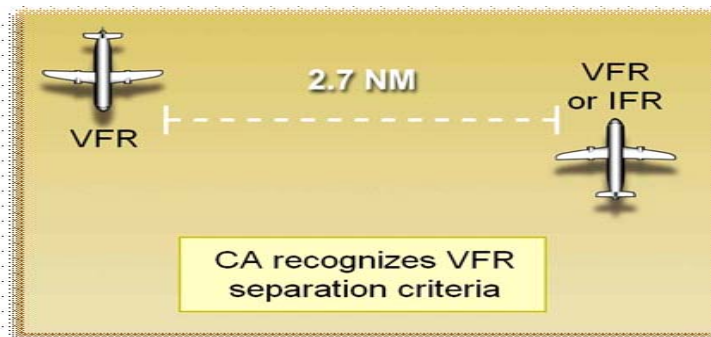 2.7 NM
VFR
VFR
or IFR
CA recognizes VFR
separation criteria